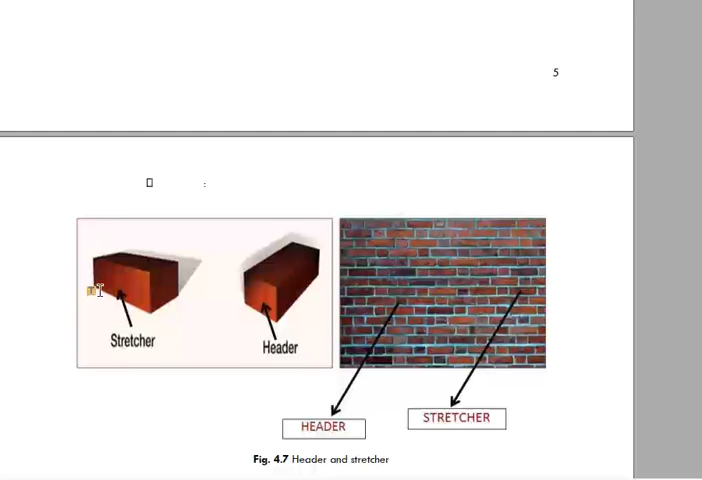 5
:
Stretcher
Header
HEADER
STRETCHER
Fig. 4.7 Header and stretcher